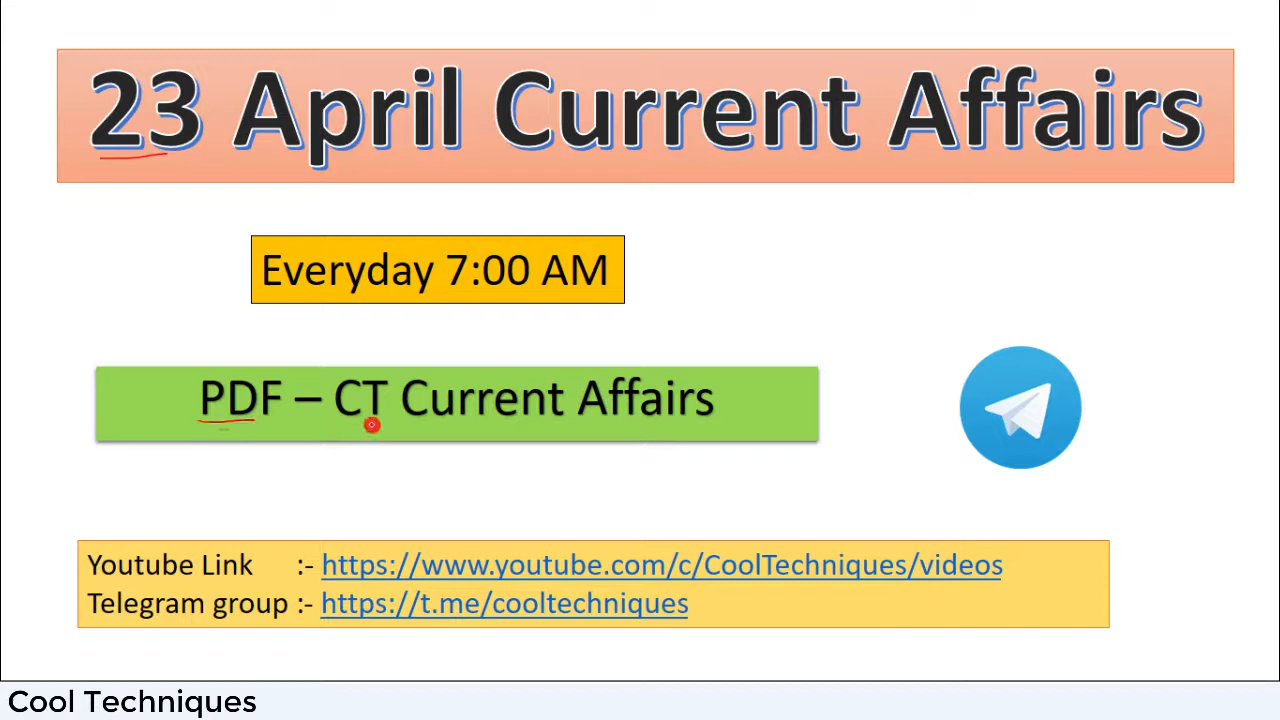 23 April Current Affairs
Everyday 7:00 AM
PDF – CT Current Affairs
Youtube Link :- https://www.youtube.com/c/CoolTechniques/videos
Telegram group :- https://t.me/cooltechniques
Cool Techniques